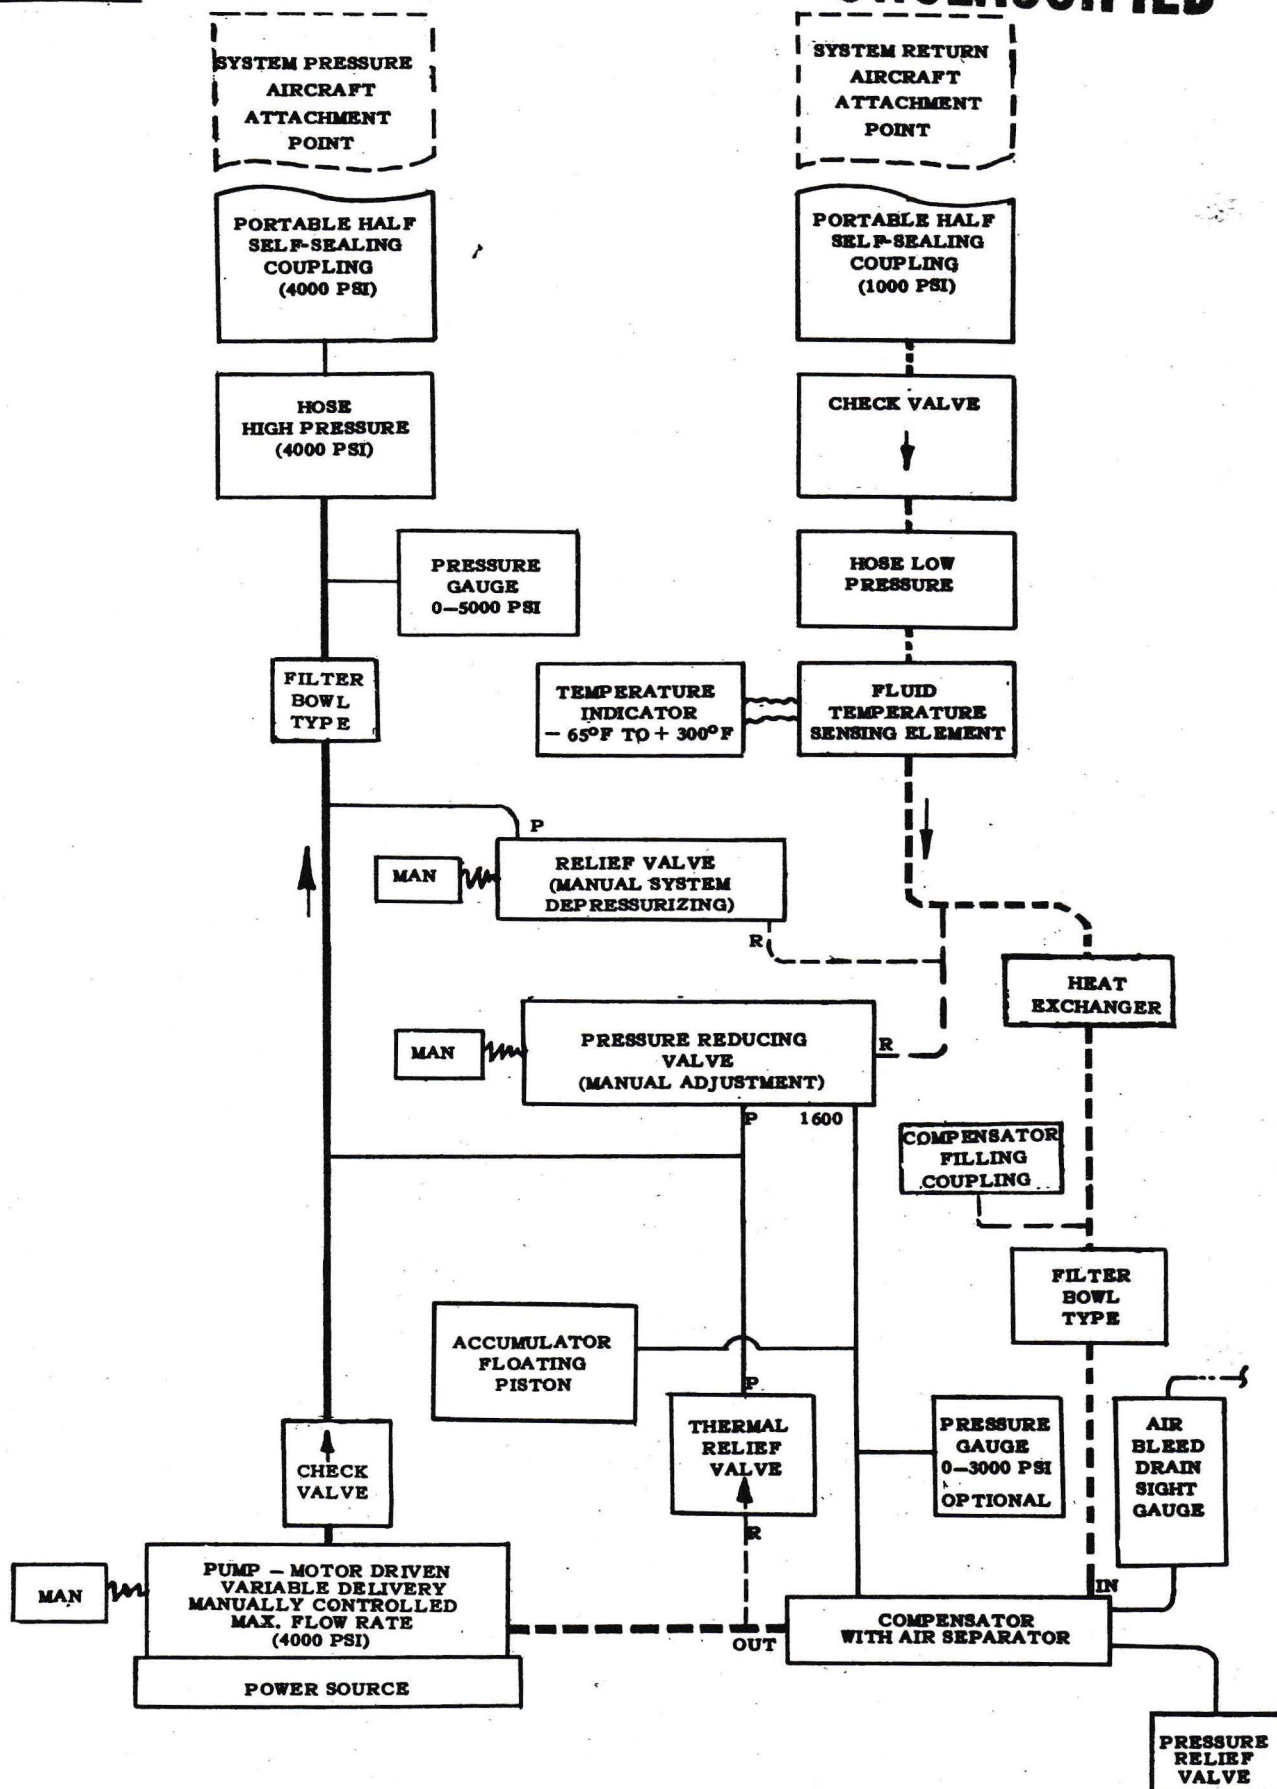 SYSTEM PRESSURE
AIRCRAFT
ATTACHMENT
POINT
SYSTEM RETURN
AIRCRAFT
ATTACHMENT
POINT
PORTABLE HALF
SELF-SEALING
COUPLING
(4000 PSI)
PORTABLE HALF
SELF-SEALING
COUPLING
(1000 PSI)
HOSE
HIGH PRESSURE
(4000 PSI)
CHECK VALVE
PRESSURE
GAUGE
0—5000 PSI
HOSE LOW
PRESSURE
FILTER
BOWL
TYPE
TEMPERATURE
INDICATOR
— 65°F TO + 300°F
FLUID
TEMPERATURE
SENSING ELEMENT
P
MAN
RELIEF VALVE
(MANUAL SYSTEM
DEPRESSURIZING)
R
HEAT
EXCHANGER
MAN
PRESSURE REDUCING
VALVE
(MANUAL ADJUSTMENT)
R
P
1600
COMPENSATOR
FILLING
COUPLING
FILTER
BOWL
TYPE
ACCUMULATOR
FLOATING
PISTON
P
THERMAL
RELIEF
VALVE
R
PRESSURE
GAUGE
0—3000 PSI
OPTIONAL
AIR
BLEED
DRAIN
SIGHT
GAUGE
CHECK
VALVE
MAN
PUMP — MOTOR DRIVEN
VARIABLE DELIVERY
MANUALLY CONTROLLED
MAX. FLOW RATE
(4000 PSI)
POWER SOURCE
OUT
IN
COMPENSATOR
WITH AIR SEPARATOR
PRESSURE
RELIEF
VALVE